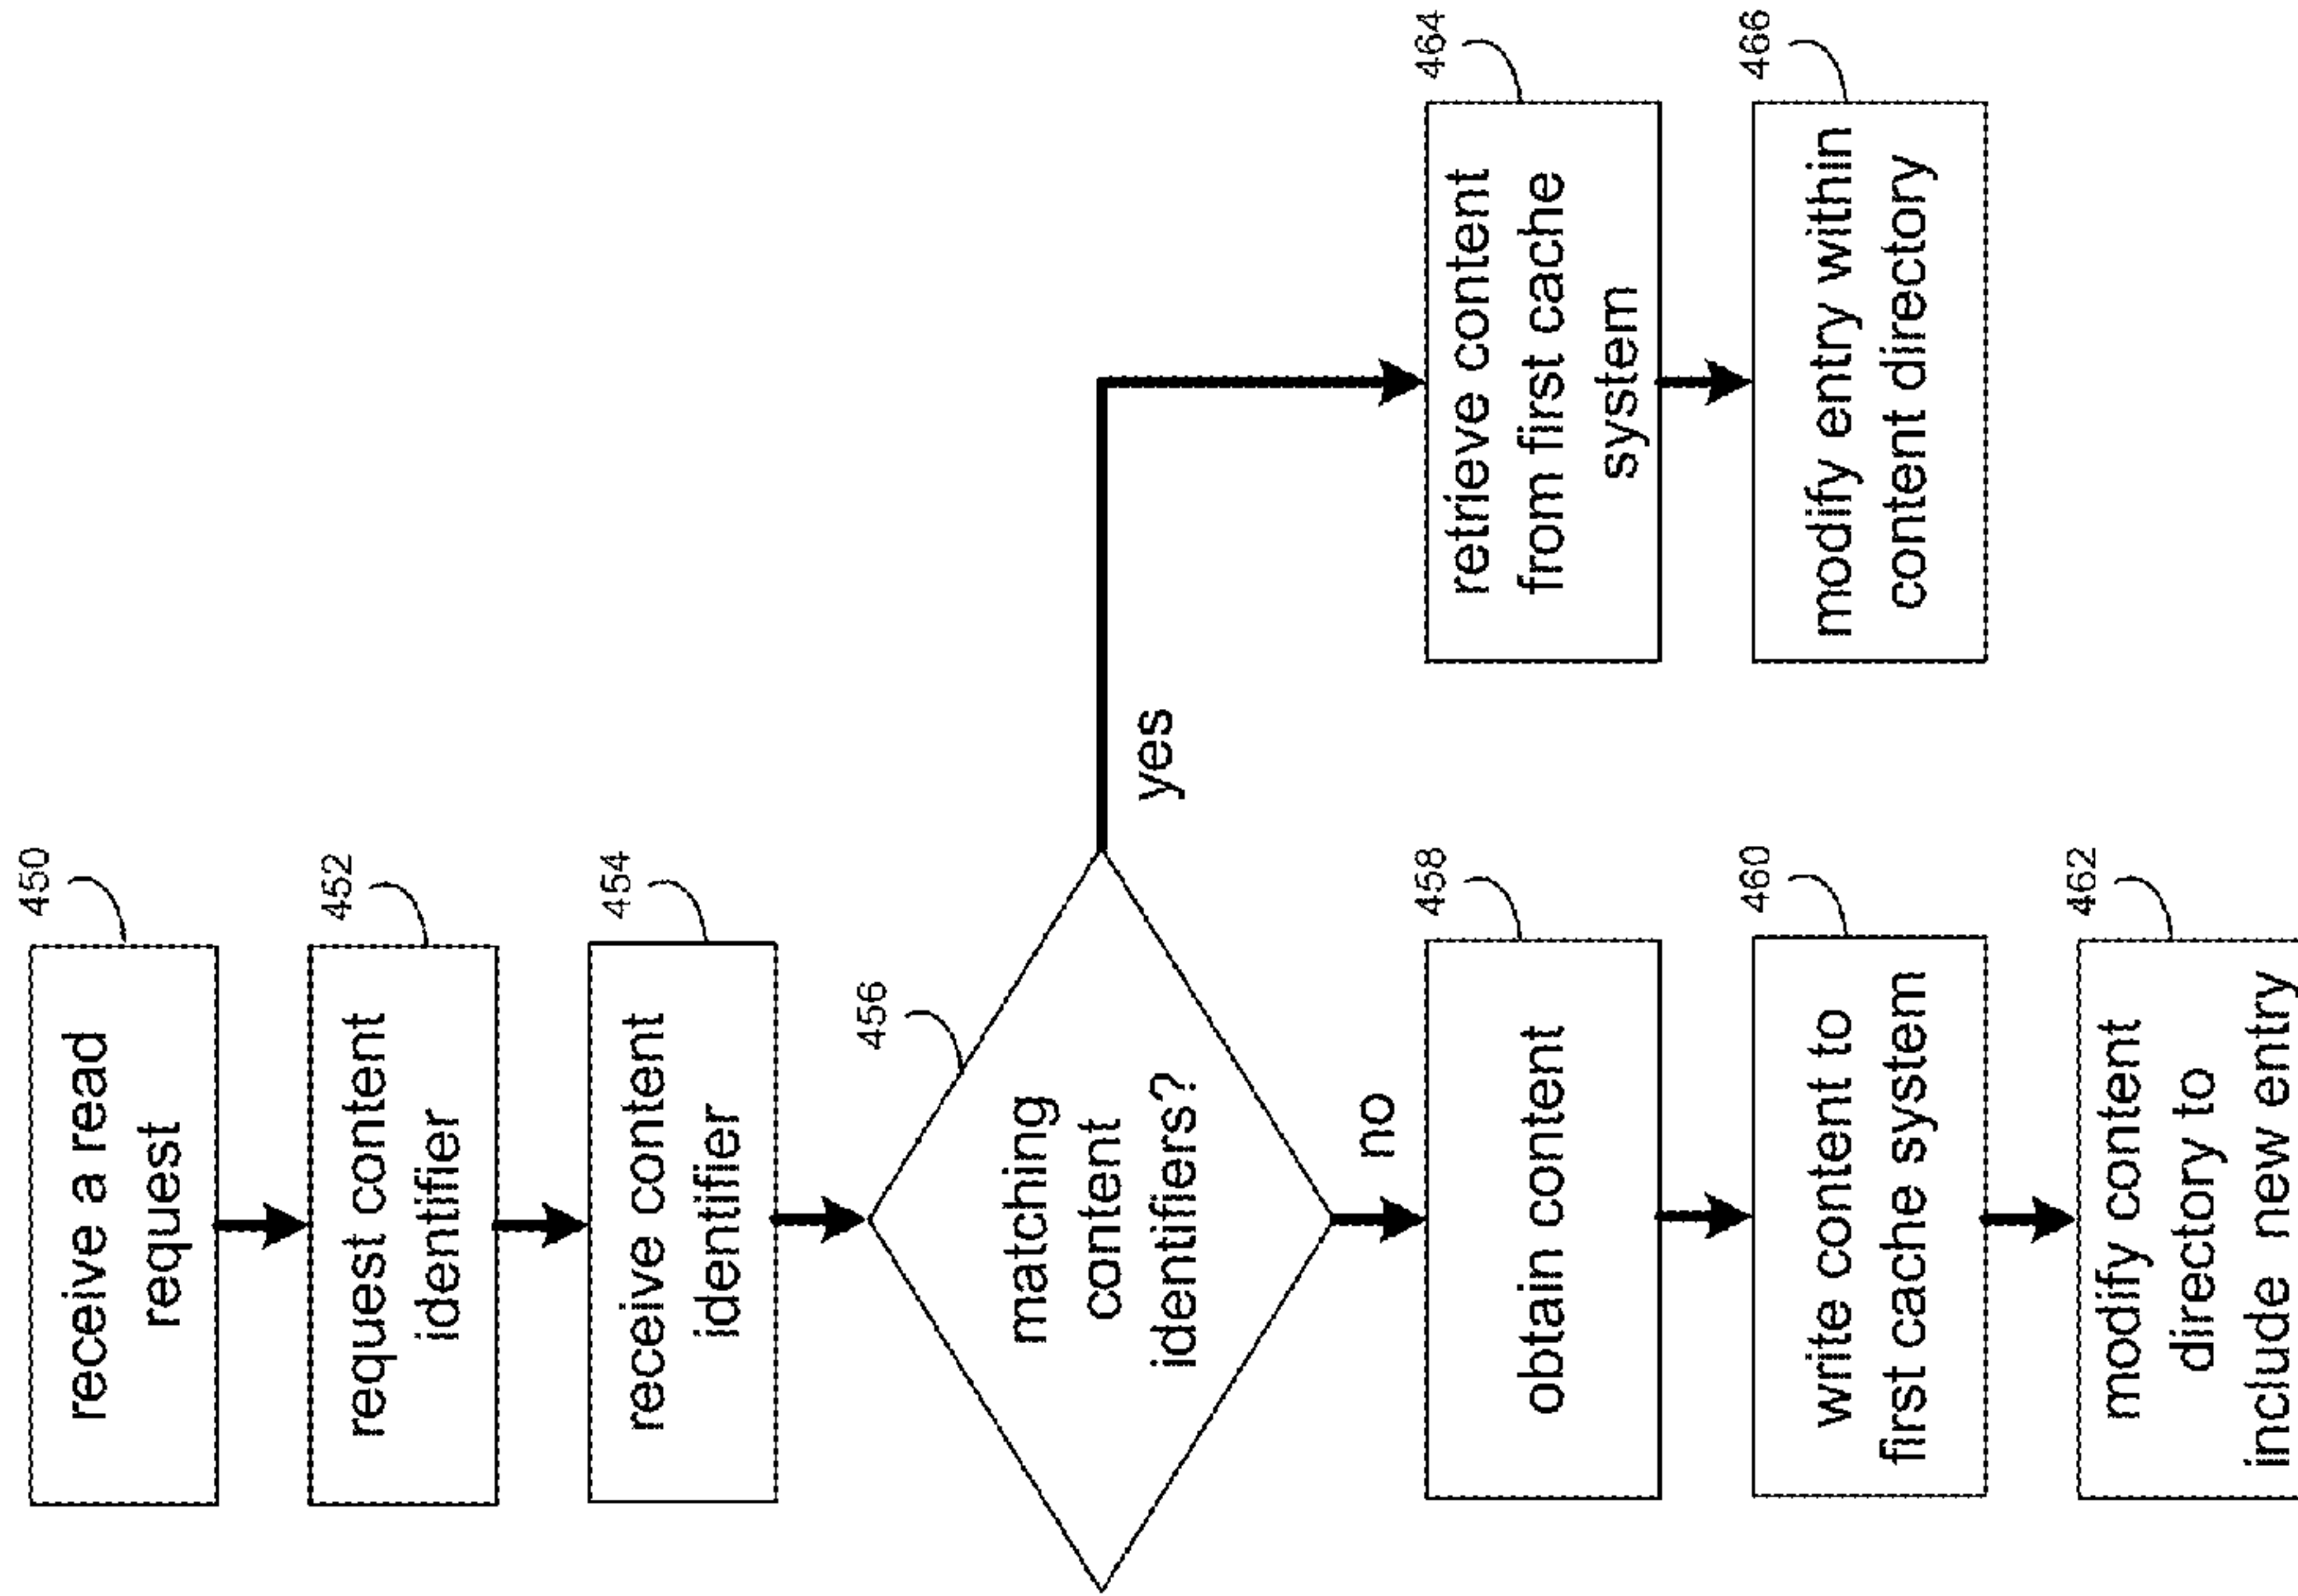 450
receive a read
request
452
request content
identifier
454
receive content
identifier
456
matching
content
identifiers?
yes
no
458
obtain content
460
write content to
first cache system
462
modify content
directory to
include new entry
464
retrieve content
from first cache
system
466
modify entry within
content directory